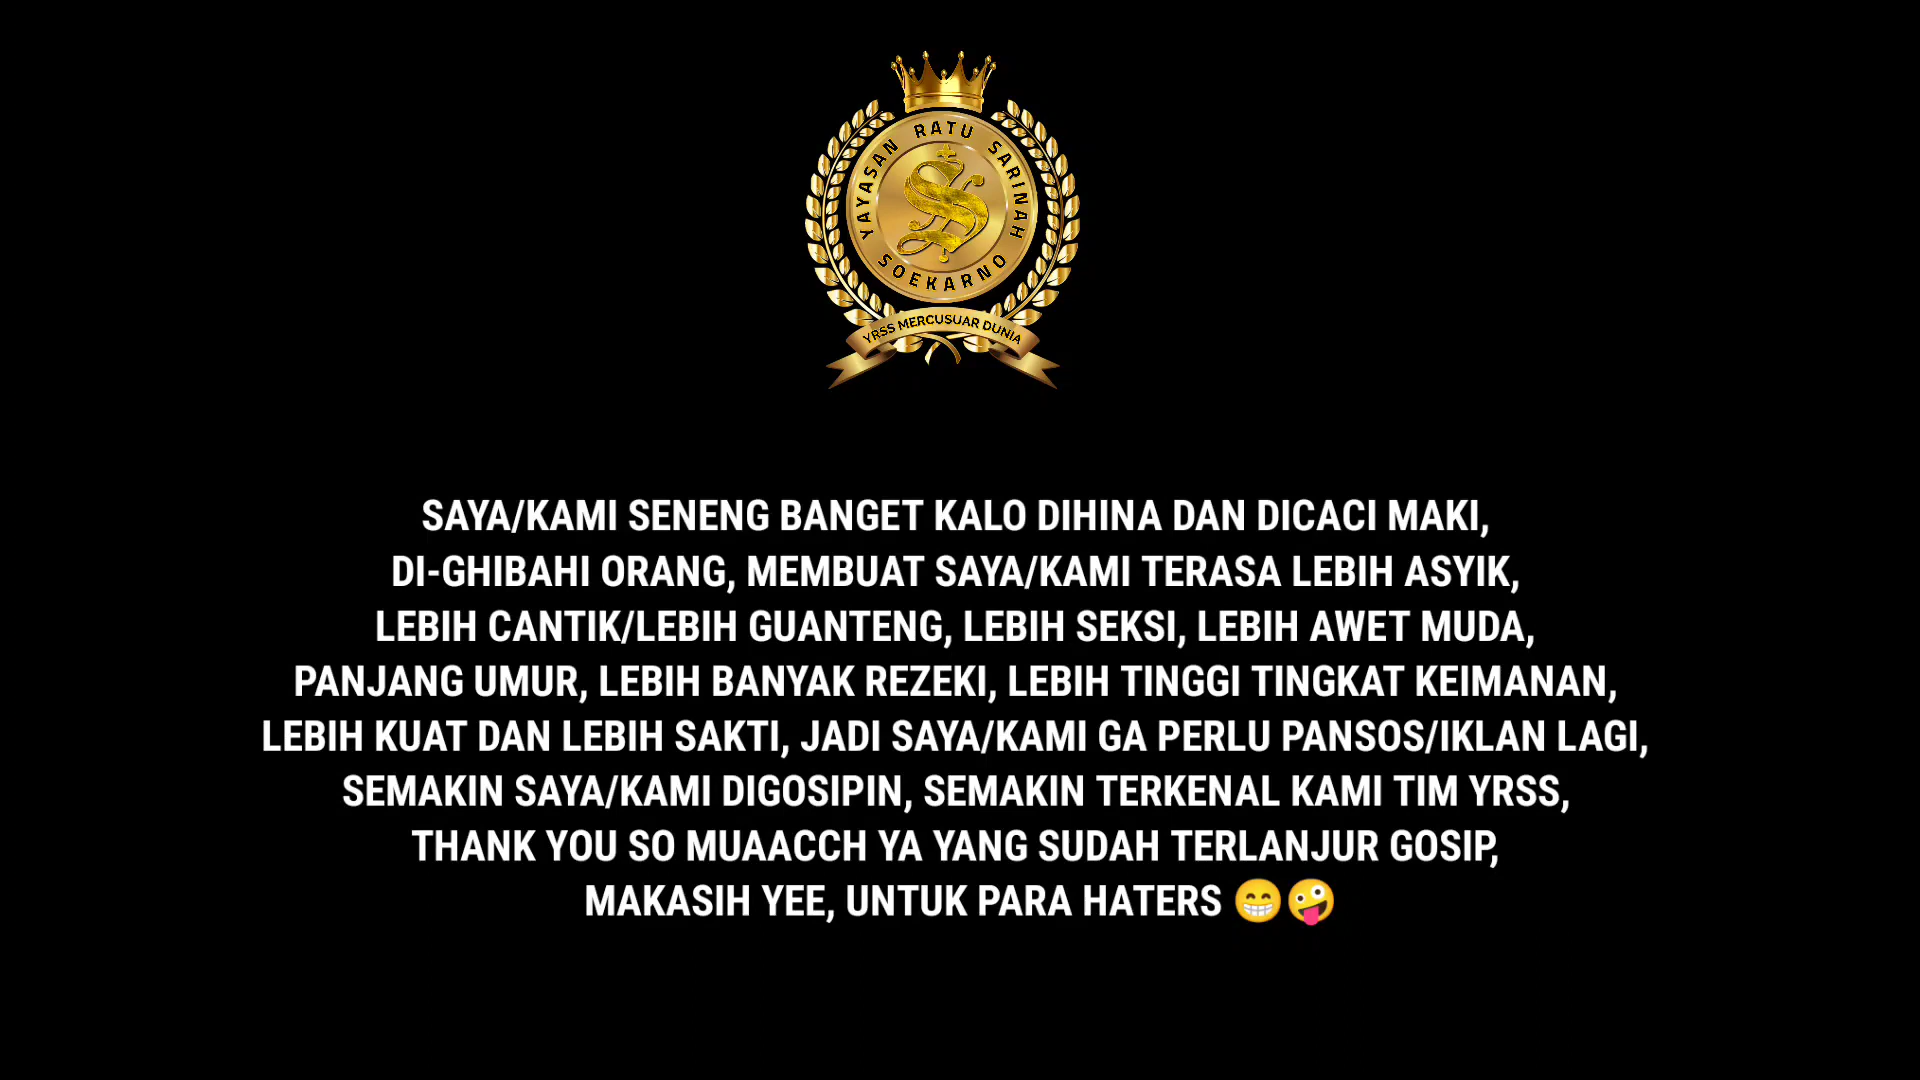 YAYASAN RATU SARINAH
SOEKARNO
S
YRSS MERCUSUAR DUNIA
SAYA/KAMI SENENG BANGET KALO DIHINA DAN DICACI MAKI,
DI-GHIBAHI ORANG, MEMBUAT SAYA/KAMI TERASA LEBIH ASYIK,
LEBIH CANTIK/LEBIH GUANTENG, LEBIH SEKSI, LEBIH AWET MUDA,
PANJANG UMUR, LEBIH BANYAK REZEKI, LEBIH TINGGI TINGKAT KEIMANAN,
LEBIH KUAT DAN LEBIH SAKTI, JADI SAYA/KAMI GA PERLU PANSOS/IKLAN LAGI,
SEMAKIN SAYA/KAMI DIGOSIPIN, SEMAKIN TERKENAL KAMI TIM YRSS,
THANK YOU SO MUAACCH YA YANG SUDAH TERLANJUR GOSIP,
MAKASIH YEE, UNTUK PARA HATERS 😁🤪